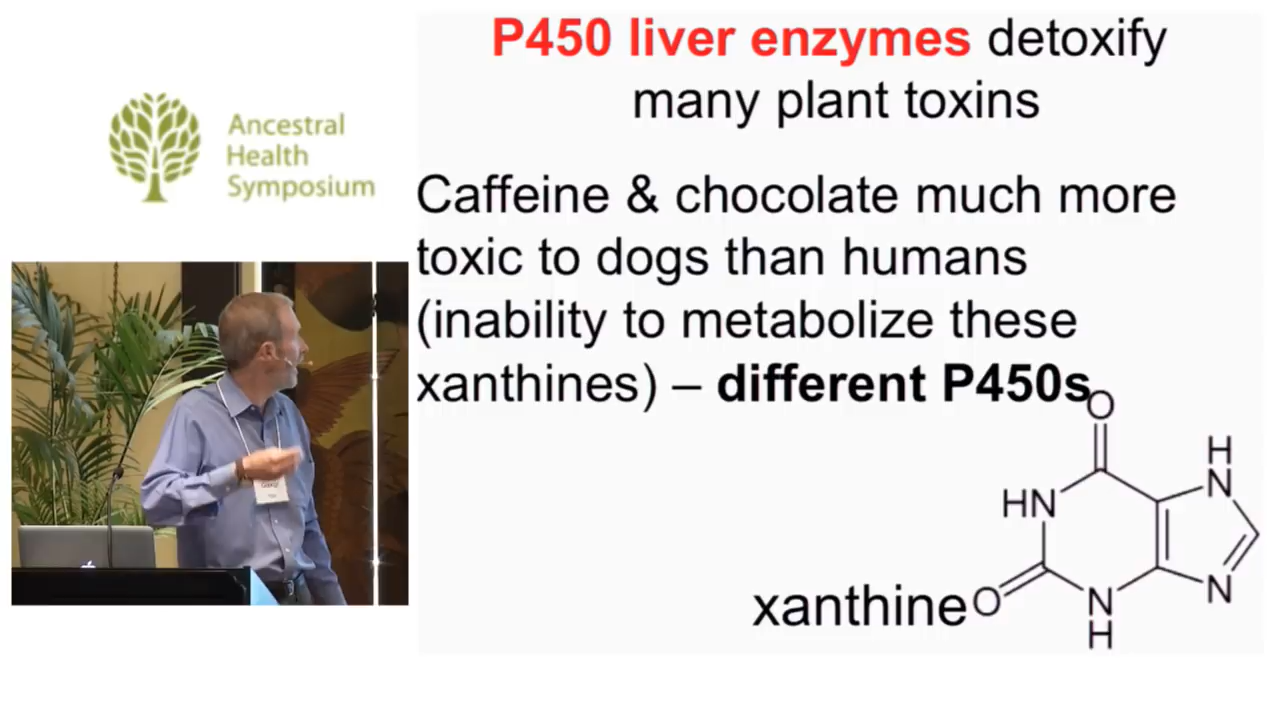 P450 liver enzymes detoxify
many plant toxins
Ancestral
Health
Symposium
Caffeine & chocolate much more
toxic to dogs than humans
(inability to metabolize these
xanthines) – different P450s
O
H
N
HN
N
N
H
O
xanthine